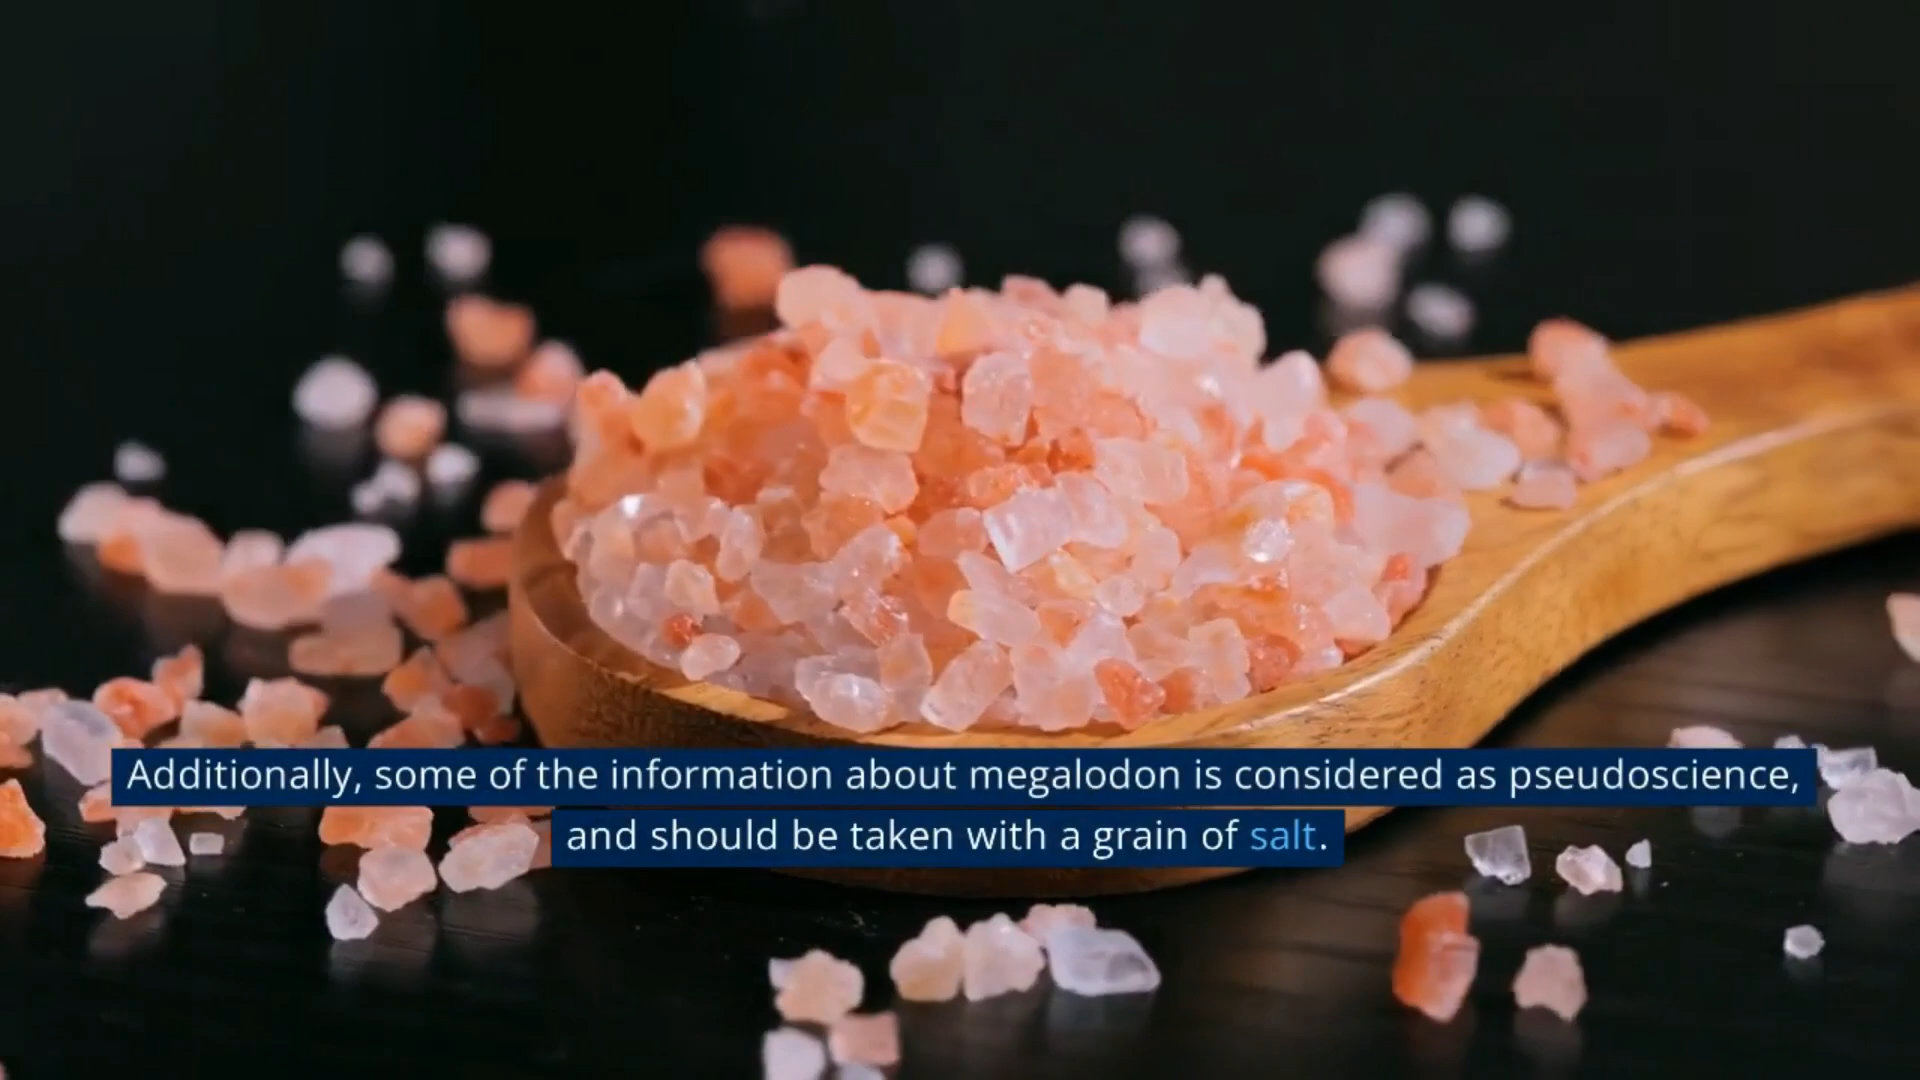 Additionally, some of the information about megalodon is considered as pseudoscience,
and should be taken with a grain of salt.